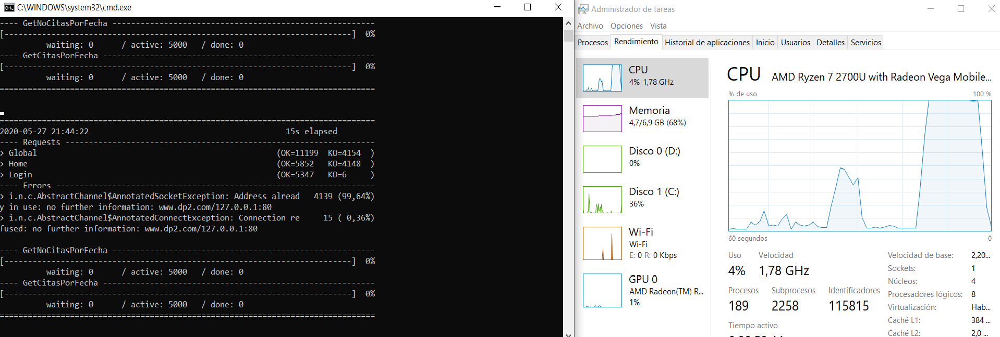 C:\WINDOWS\system32\cmd.exe
---- GetNoCitasPorFecha --------------------------------------------------------
[--------------------------------------------------------------------------]  0%
          waiting: 0      / active: 5000   / done: 0
---- GetCitasPorFecha ----------------------------------------------------------
[--------------------------------------------------------------------------]  0%
          waiting: 0      / active: 5000   / done: 0
================================================================================
================================================================================
2020-05-27 21:44:22                                          15s elapsed
---- Requests ------------------------------------------------------------------
> Global                                                   (OK=11199  KO=4154  )
> Home                                                     (OK=5852   KO=4148  )
> Login                                                    (OK=5347   KO=6     )
---- Errors --------------------------------------------------------------------
> i.n.c.AbstractChannel$AnnotatedSocketException: Address alread   4139 (99,64%)
y in use: no further information: www.dp2.com/127.0.0.1:80
> i.n.c.AbstractChannel$AnnotatedConnectException: Connection re     15 ( 0,36%)
fused: no further information: www.dp2.com/127.0.0.1:80
---- GetNoCitasPorFecha --------------------------------------------------------
[--------------------------------------------------------------------------]  0%
          waiting: 0      / active: 5000   / done: 0
---- GetCitasPorFecha ----------------------------------------------------------
[--------------------------------------------------------------------------]  0%
          waiting: 0      / active: 5000   / done: 0
================================================================================
Administrador de tareas
Archivo Opciones Vista
Procesos Rendimiento Historial de aplicaciones Inicio Usuarios Detalles Servicios
CPU
4% 1,78 GHz
Memoria
4,7/6,9 GB (68%)
Disco 0 (D:)
0%
Disco 1 (C:)
36%
Wi-Fi
Wi-Fi
E: 0 R: 0 Kbps
GPU 0
AMD Radeon(TM) R...
1%
CPU AMD Ryzen 7 2700U with Radeon Vega Mobile...
% de uso 100 %
60 segundos 0
Uso Velocidad
4% 1,78 GHz
Procesos Subprocesos Identificadores
189 2258 115815
Tiempo activo
Velocidad de base: 2,20...
Sockets: 1
Núcleos: 4
Procesadores lógicos: 8
Virtualización: Hab...
Caché L1: 384 ...
Caché L2: 2,0 ...